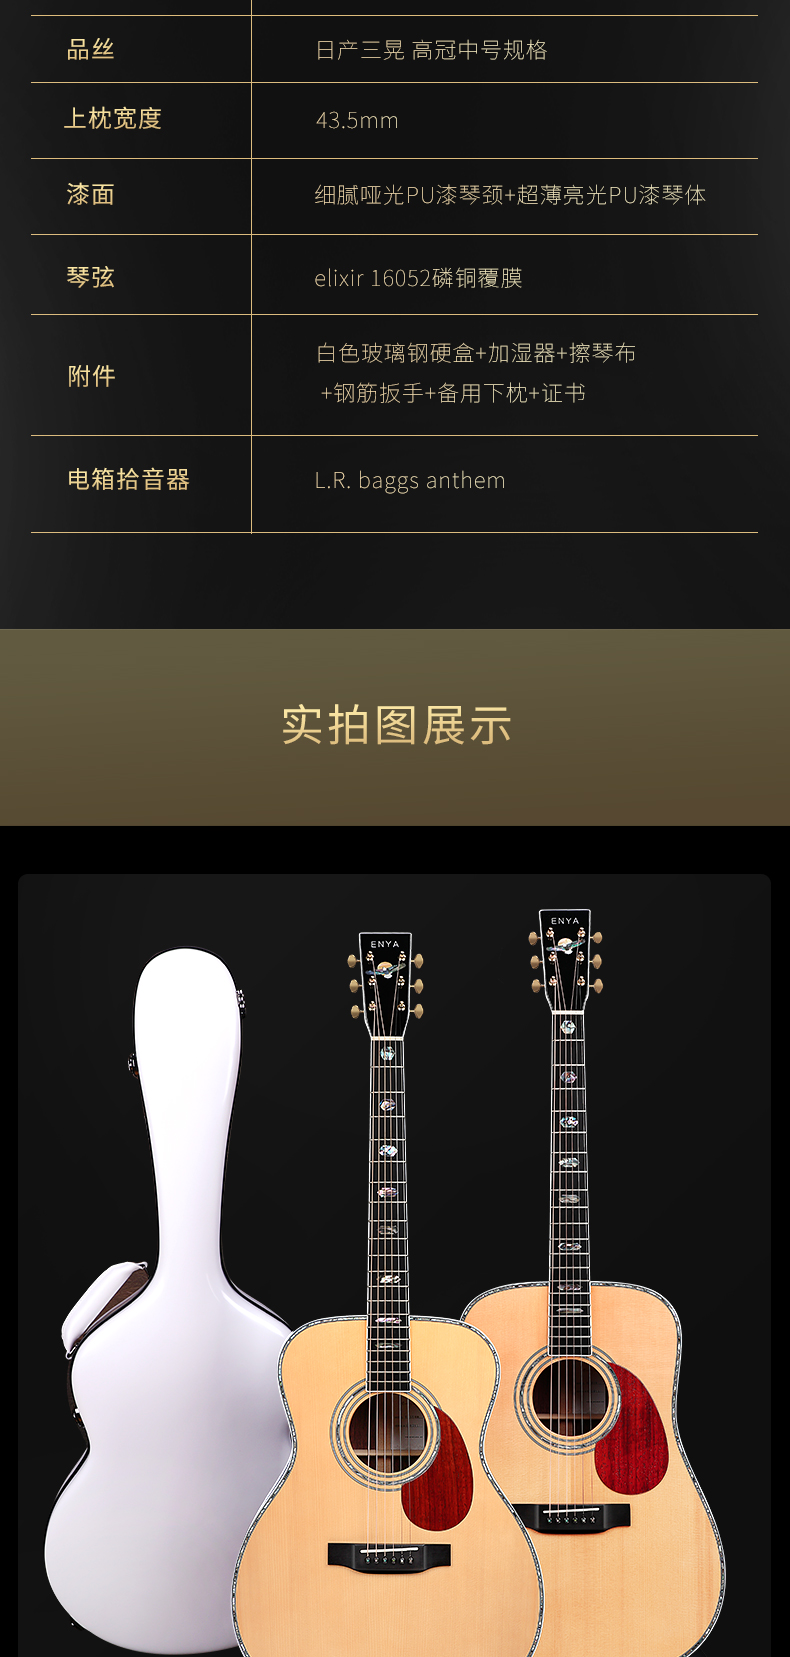 品丝 日产三晃 高冠中号规格
上枕宽度 43.5mm
漆面 细腻哑光PU漆琴颈+超薄亮光PU漆琴体
琴弦 elixir 16052磷铜覆膜
附件 白色玻璃钢硬盒+加湿器+擦琴布
+钢筋扳手+备用下枕+证书
电箱拾音器 L.R. baggs anthem
实拍图展示
ENYA
ENYA